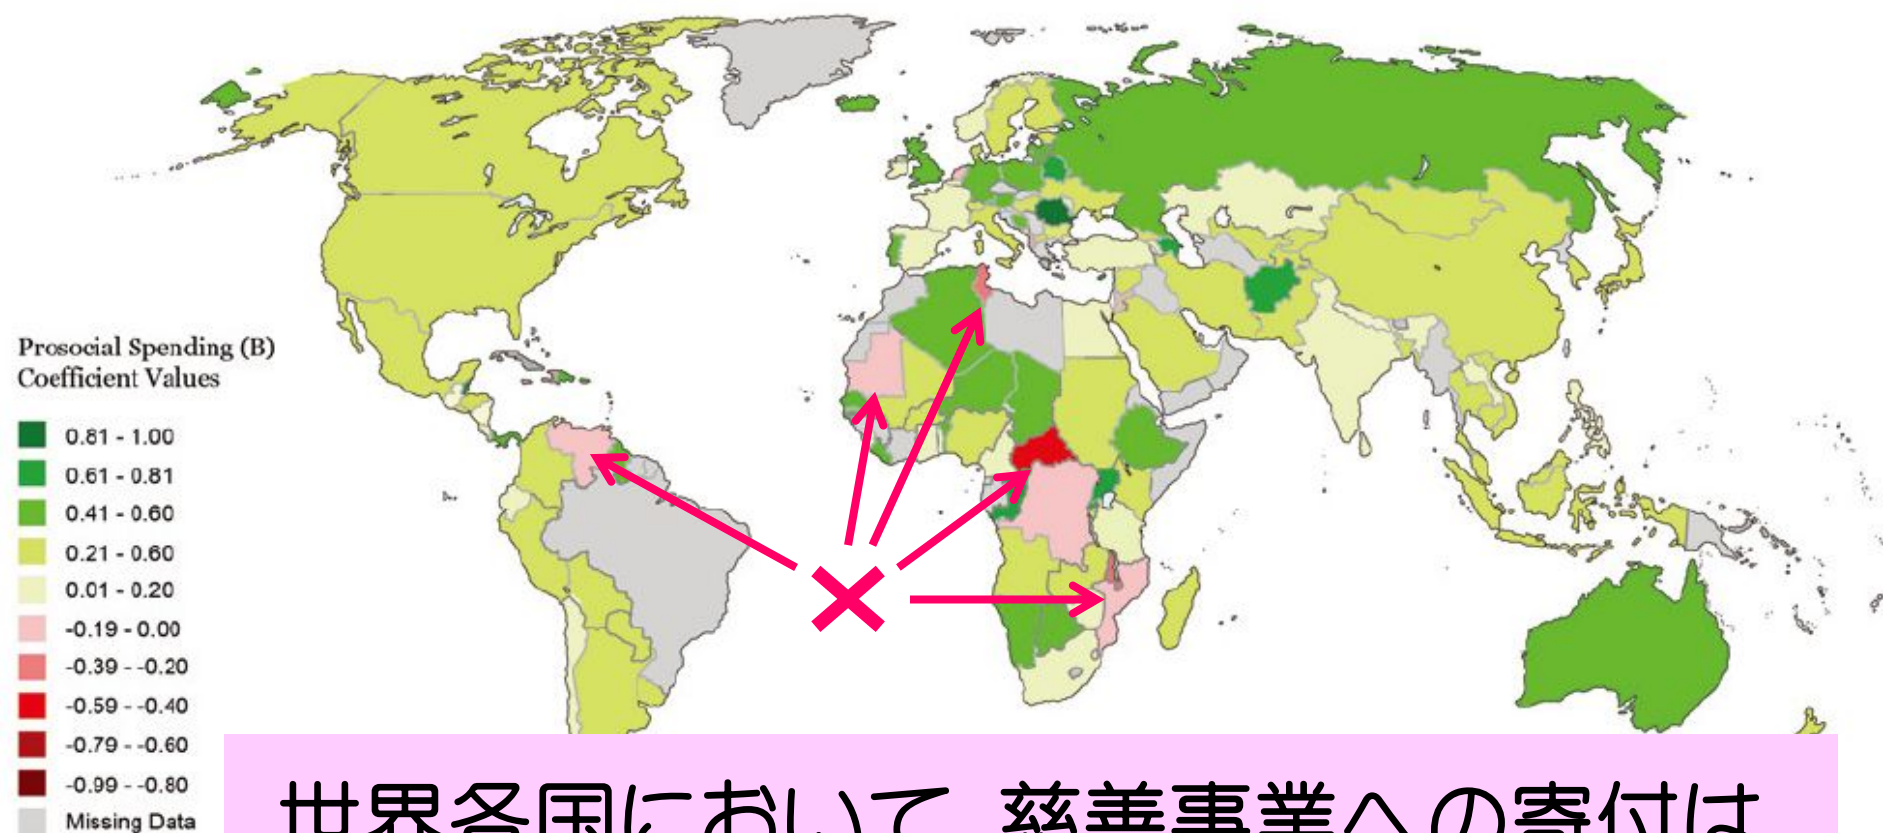 Prosocial Spending (B)
Coefficient Values
0.81 - 1.00
0.61 - 0.81
0.41 - 0.60
0.21 - 0.60
0.01 - 0.20
-0.19 - 0.00
-0.39 - -0.20
-0.59 - -0.40
-0.79 - -0.60
-0.99 - -0.80
Missing Data
世界各国において 慈善事業への寄付は